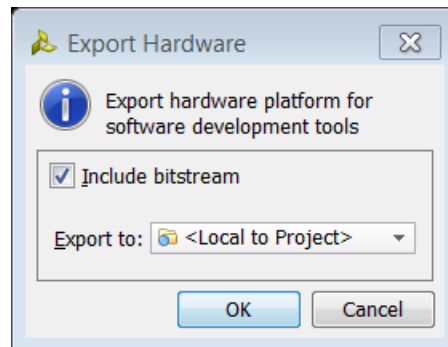 Export Hardware
Export hardware platform for
software development tools
Include bitstream
Export to: <Local to Project>
OK Cancel